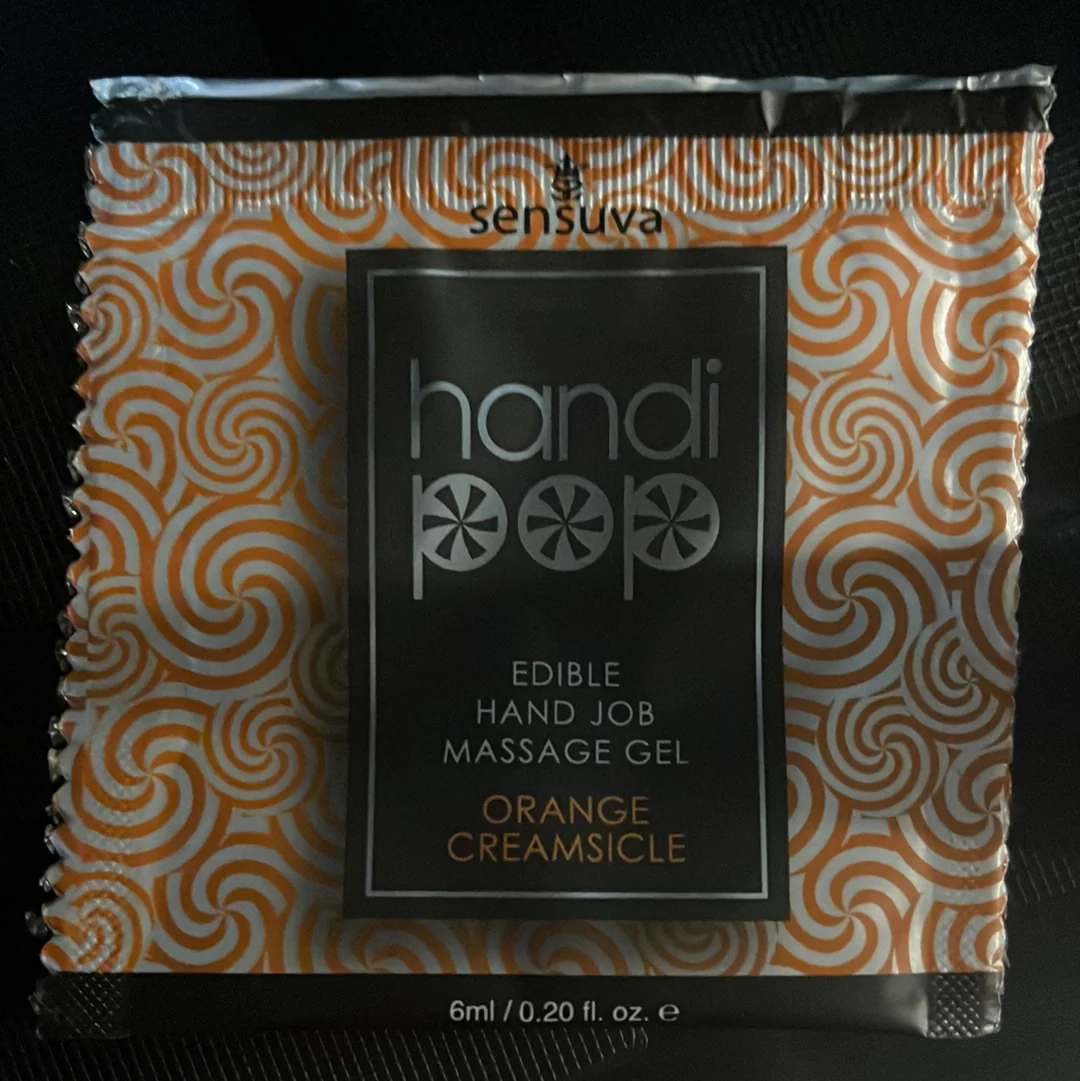 sensuva
handi
pop
EDIBLE
HAND JOB
MASSAGE GEL
ORANGE
CREAMSICLE
6ml / 0.20 fl. oz. ℮